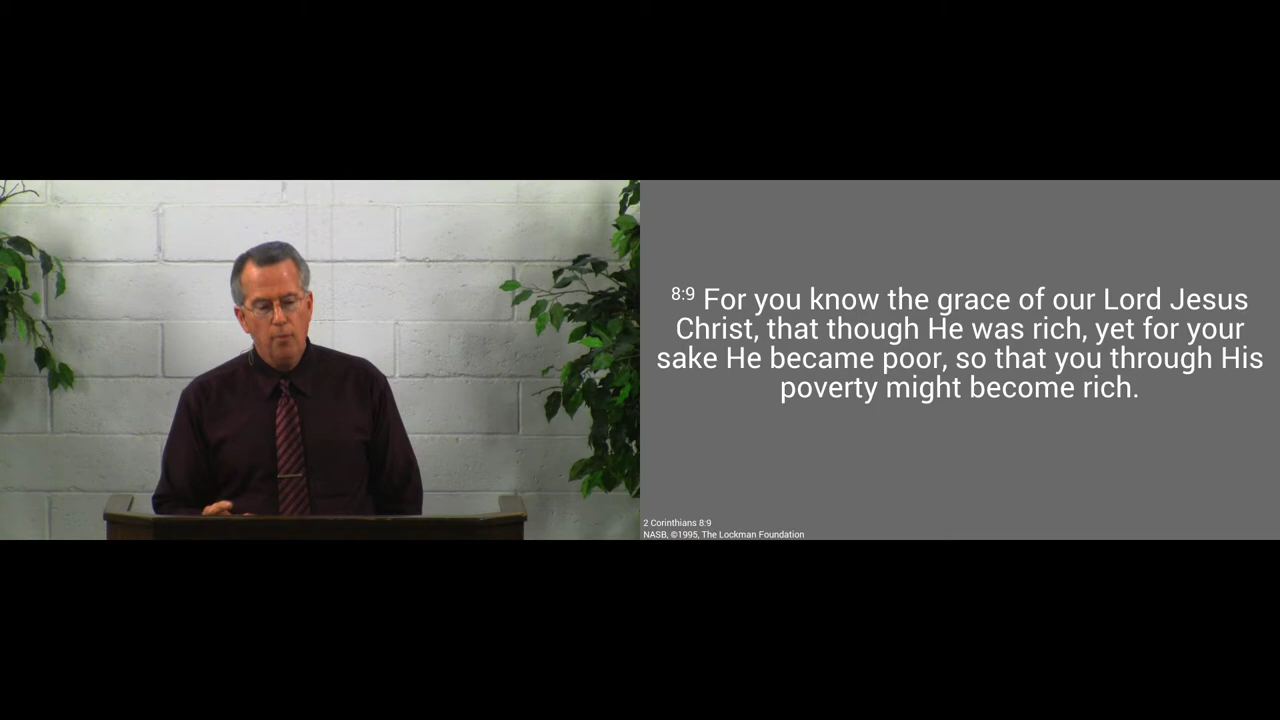 8:9 For you know the grace of our Lord Jesus
Christ, that though He was rich, yet for your
sake He became poor, so that you through His
poverty might become rich.
2 Corinthians 8:9
NASB, ©1995, The Lockman Foundation